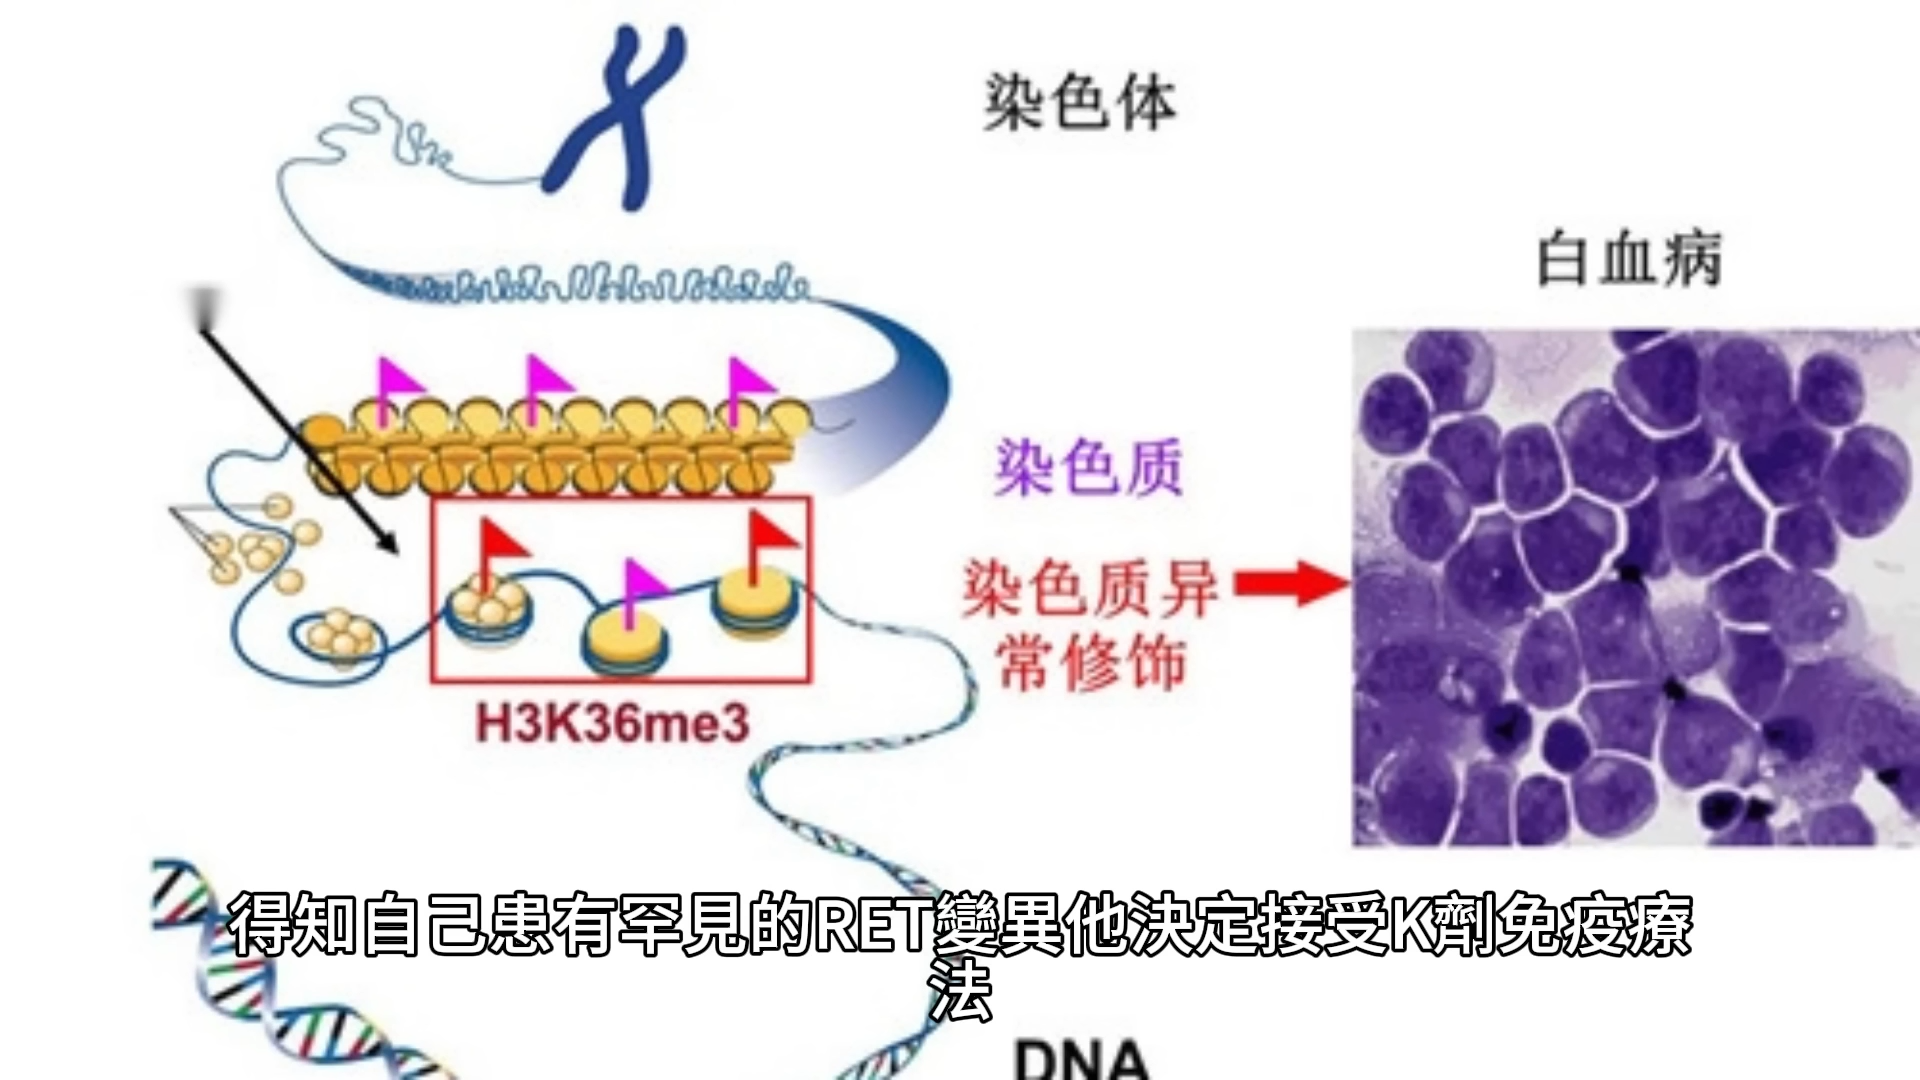 染色体
白血病
染色质
染色质异
常修饰
H3K36me3
得知自己患有罕見的RET變異他決定接受K劑免疫療
法
DNA